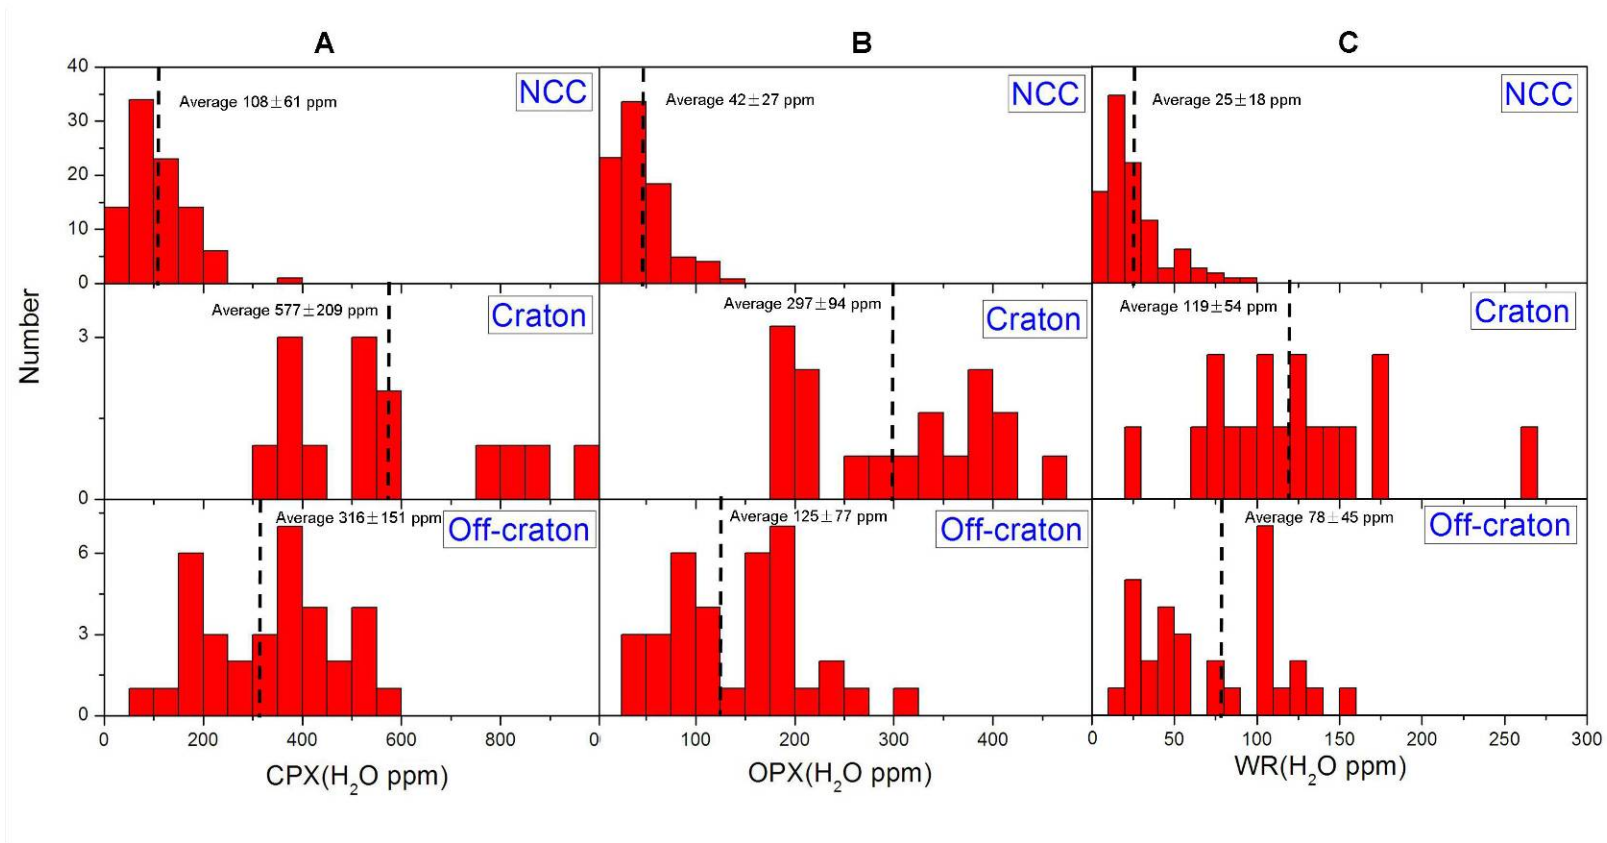 A B C
40 Average 108±61 ppm NCC Average 42±27 ppm NCC Average 25±18 ppm NCC
30
20
10
0
Number
Average 577±209 ppm Craton Average 297±94 ppm Craton Average 119±54 ppm Craton
3
0
Average 316±151 ppm Off-craton Average 125±77 ppm Off-craton Average 78±45 ppm Off-craton
6
3
0
0 200 400 600 800 0 100 200 300 400 0 50 100 150 200 250 300
CPX(H₂O ppm) OPX(H₂O ppm) WR(H₂O ppm)